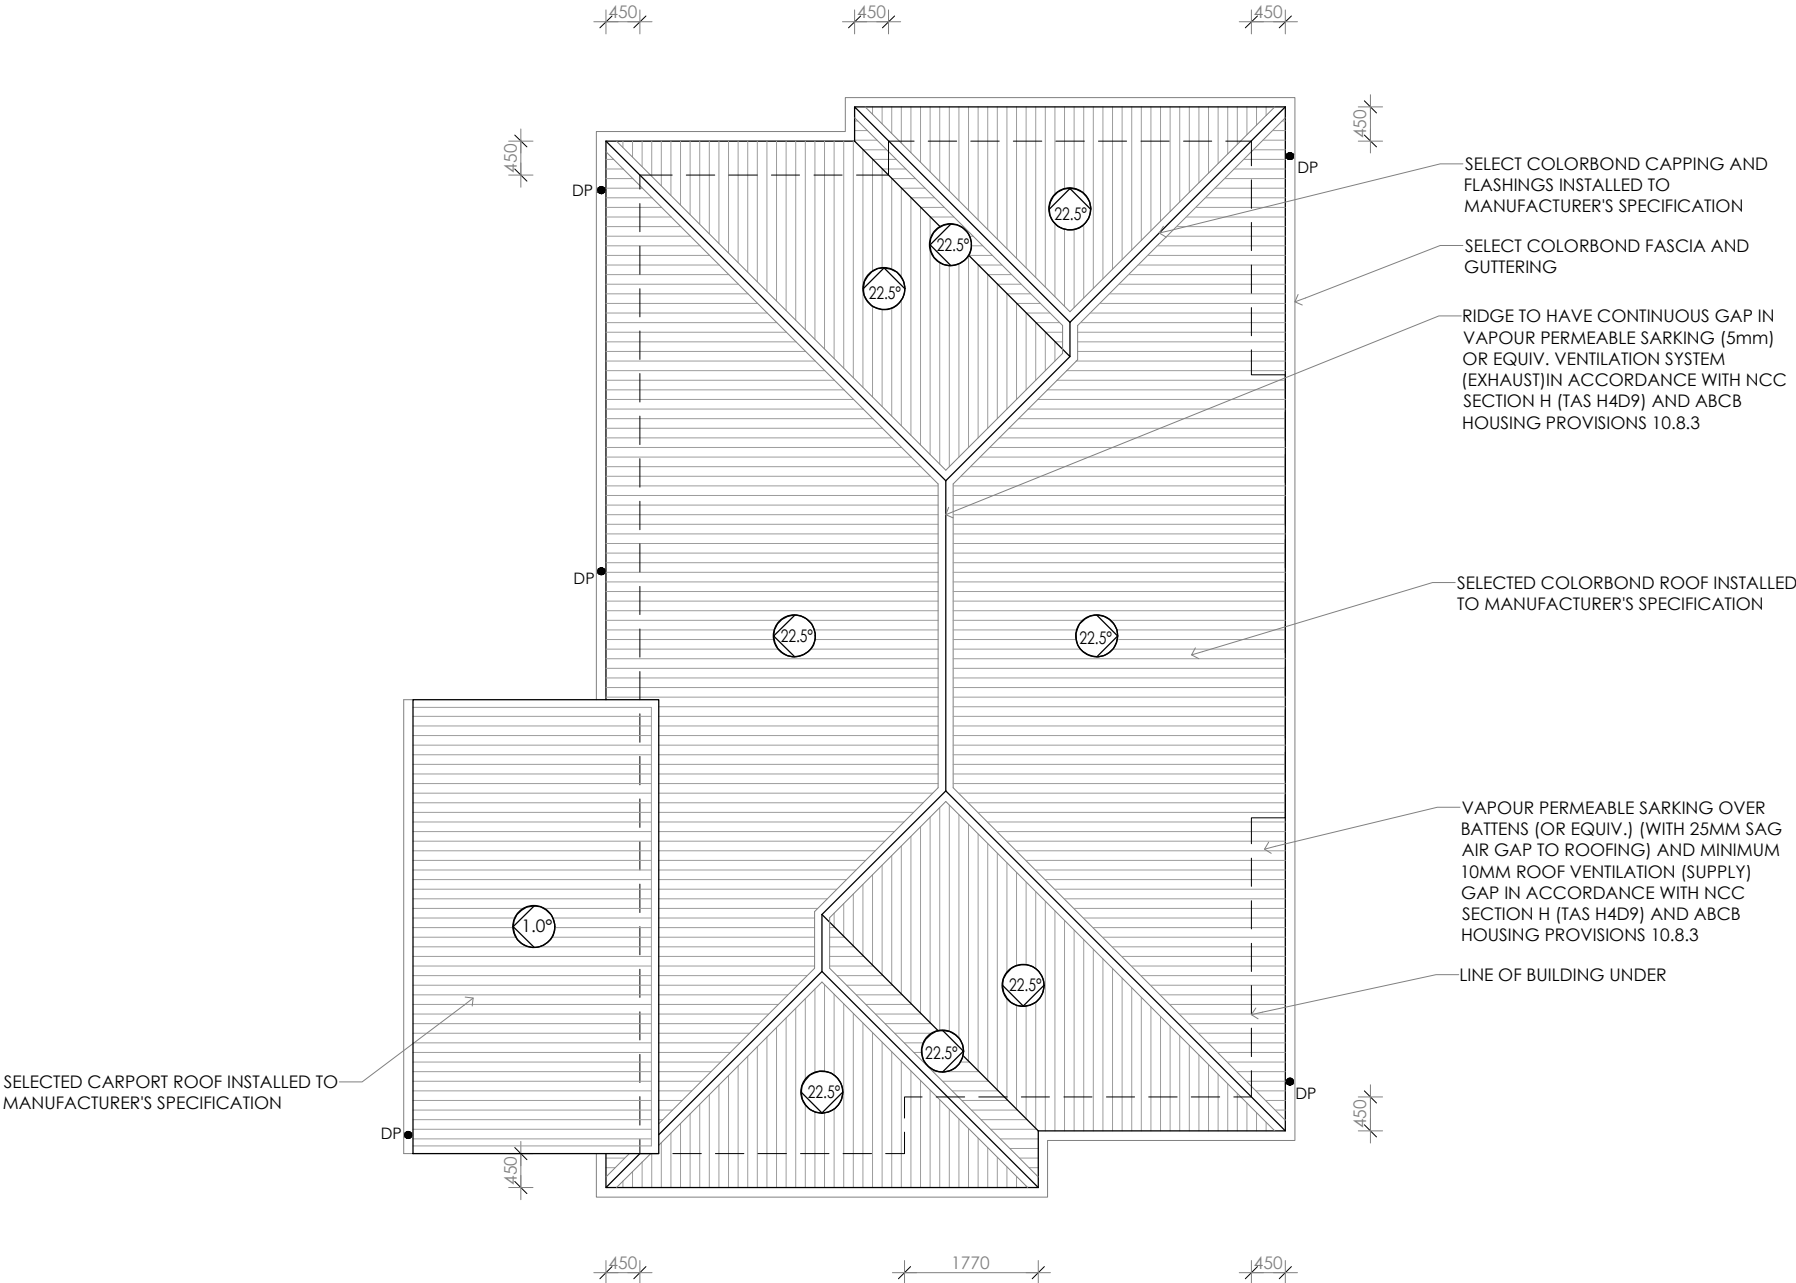 450
450
450
450
450
DP
DP
SELECT COLORBOND CAPPING AND
FLASHINGS INSTALLED TO
MANUFACTURER'S SPECIFICATION
22.5°
22.5°
22.5°
SELECT COLORBOND FASCIA AND
GUTTERING
RIDGE TO HAVE CONTINUOUS GAP IN
VAPOUR PERMEABLE SARKING (5mm)
OR EQUIV. VENTILATION SYSTEM
(EXHAUST)IN ACCORDANCE WITH NCC
SECTION H (TAS H4D9) AND ABCB
HOUSING PROVISIONS 10.8.3
DP
SELECTED COLORBOND ROOF INSTALLED
TO MANUFACTURER'S SPECIFICATION
22.5°
22.5°
VAPOUR PERMEABLE SARKING OVER
BATTENS (OR EQUIV.) (WITH 25MM SAG
AIR GAP TO ROOFING) AND MINIMUM
10MM ROOF VENTILATION (SUPPLY)
GAP IN ACCORDANCE WITH NCC
SECTION H (TAS H4D9) AND ABCB
HOUSING PROVISIONS 10.8.3
1.0°
LINE OF BUILDING UNDER
22.5°
22.5°
22.5°
SELECTED CARPORT ROOF INSTALLED TO
MANUFACTURER'S SPECIFICATION
DP
DP
450
450
450
1770
450